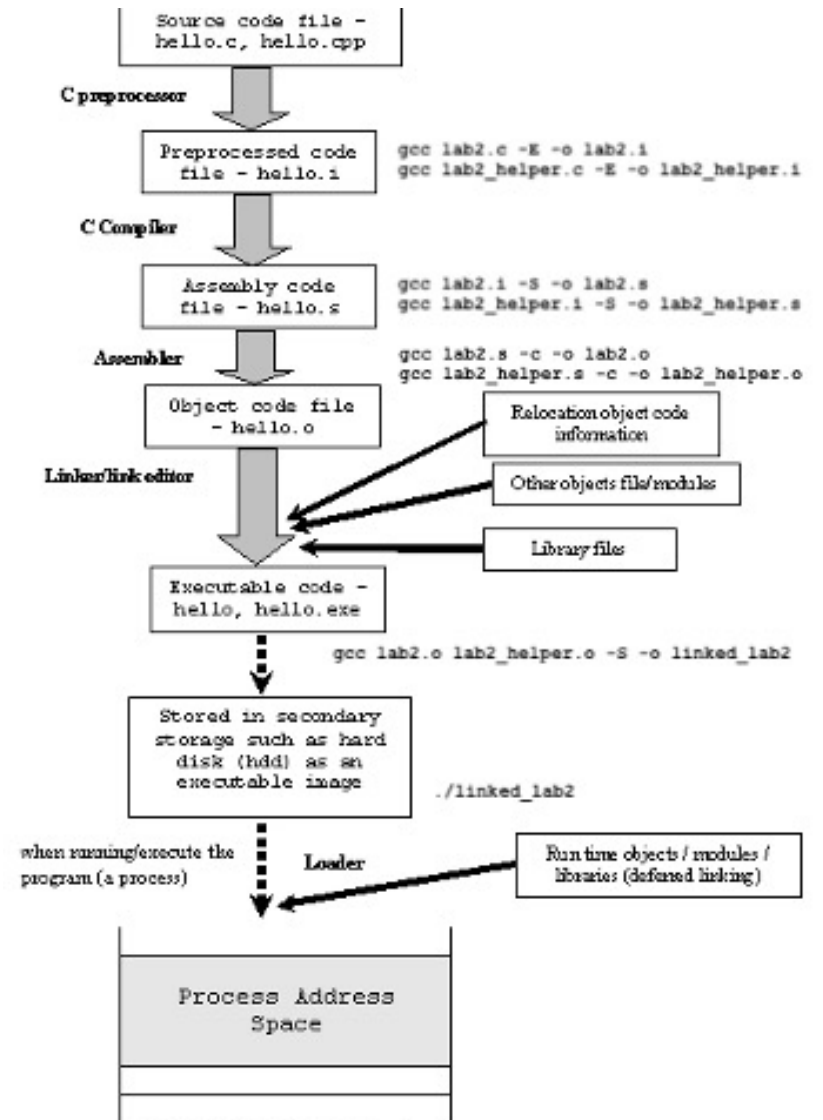 Source code file -
hello.c, hello.cpp
C preprocessor
Preprocessed code
file - hello.i
gcc lab2.c -E -o lab2.i
gcc lab2_helper.c -E -o lab2_helper.i
C Compiler
Assembly code
file - hello.s
gcc lab2.i -S -o lab2.s
gcc lab2_helper.i -S -o lab2_helper.s
Assembler
gcc lab2.s -c -o lab2.o
gcc lab2_helper.s -c -o lab2_helper.o
Object code file
- hello.o
Relocation object code
information
Linker/link editor
Other objects file/modules
Library files
Executable code -
hello, hello.exe
gcc lab2.o lab2_helper.o -S -o linked_lab2
Stored in secondary
storage such as hard
disk (hdd) as an
executable image
./linked_lab2
when running/execute the
program (a process)
Loader
Run time objects / modules /
libraries (deferred linking)
Process Address
Space